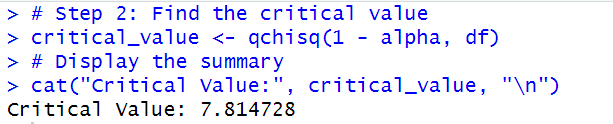 > # Step 2: Find the critical value
> critical_value <- qchisq(1 - alpha, df)
> # Display the summary
> cat("Critical Value:", critical_value, "\n")
Critical Value: 7.814728